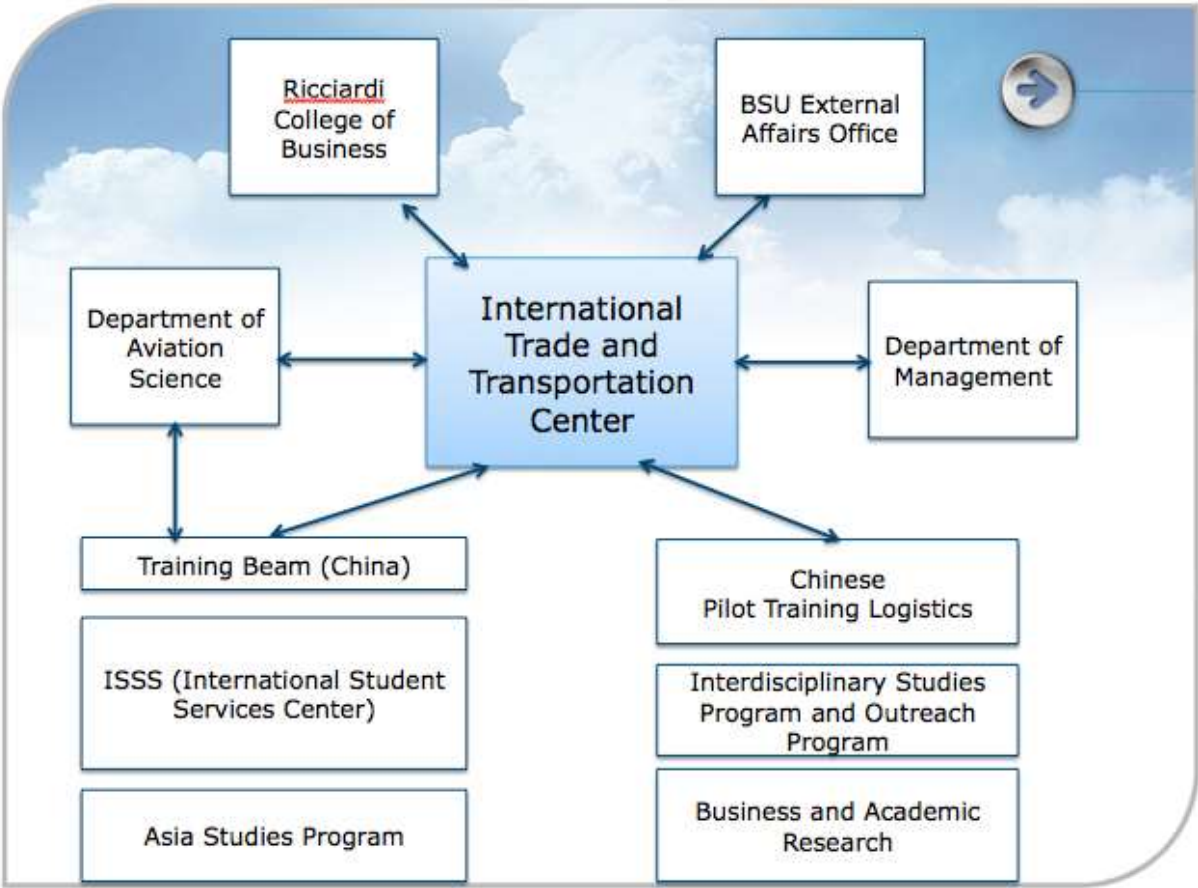 Ricciardi
College of
Business
BSU External
Affairs Office
Department of
Aviation
Science
International
Trade and
Transportation
Center
Department of
Management
Training Beam (China)
Chinese
Pilot Training Logistics
ISSS (International Student
Services Center)
Interdisciplinary Studies
Program and Outreach
Program
Asia Studies Program
Business and Academic
Research